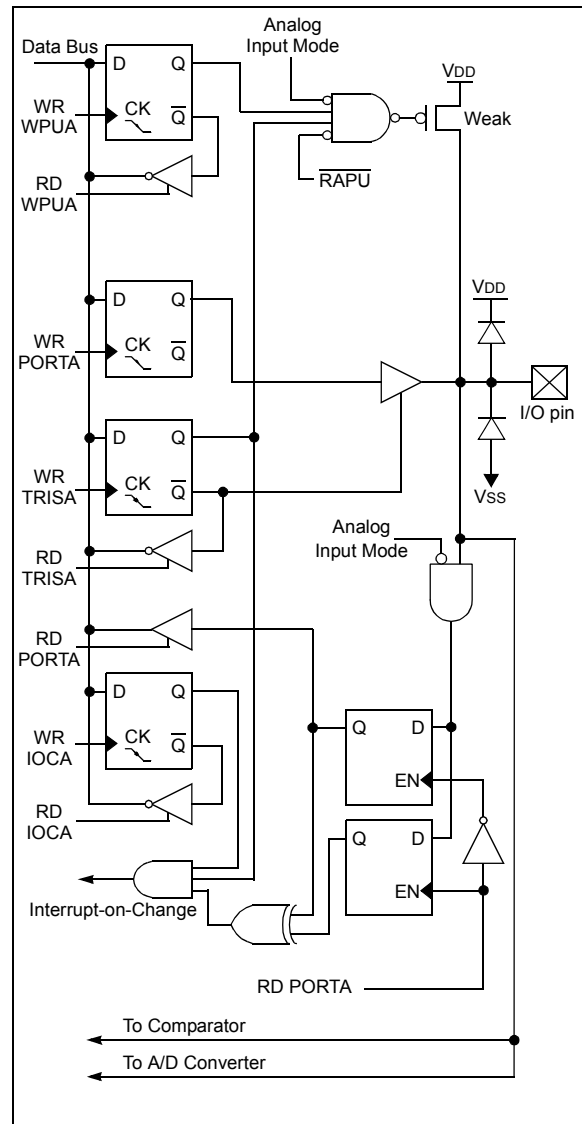 Analog
Input Mode
Data Bus
D
Q
VDD
WR
WPUA
CK
Q̅
Weak
RD
WPUA
R̅A̅P̅U̅
D
Q
VDD
WR
PORTA
CK
Q̅
I/O pin
D
Q
WR
TRISA
CK
Q̅
VSS
Analog
Input Mode
RD
TRISA
RD
PORTA
D
Q
Q
D
WR
IOCA
CK
Q̅
EN
RD
IOCA
Q
D
Interrupt-on-Change
EN
RD PORTA
To Comparator
To A/D Converter